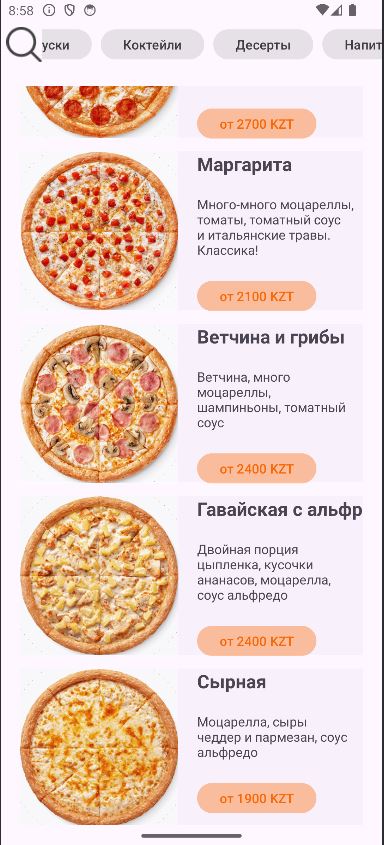 8:58
уски
Коктейли
Десерты
Напит
от 2700 KZT
Маргарита
Много-много моцареллы,
томаты, томатный соус
и итальянские травы.
Классика!
от 2100 KZT
Ветчина и грибы
Ветчина, много
моцареллы,
шампиньоны, томатный
соус
от 2400 KZT
Гавайская с альфр
Двойная порция
цыпленка, кусочки
ананасов, моцарелла,
соус альфредо
от 2400 KZT
Сырная
Моцарелла, сыры
чеддер и пармезан, соус
альфредо
от 1900 KZT